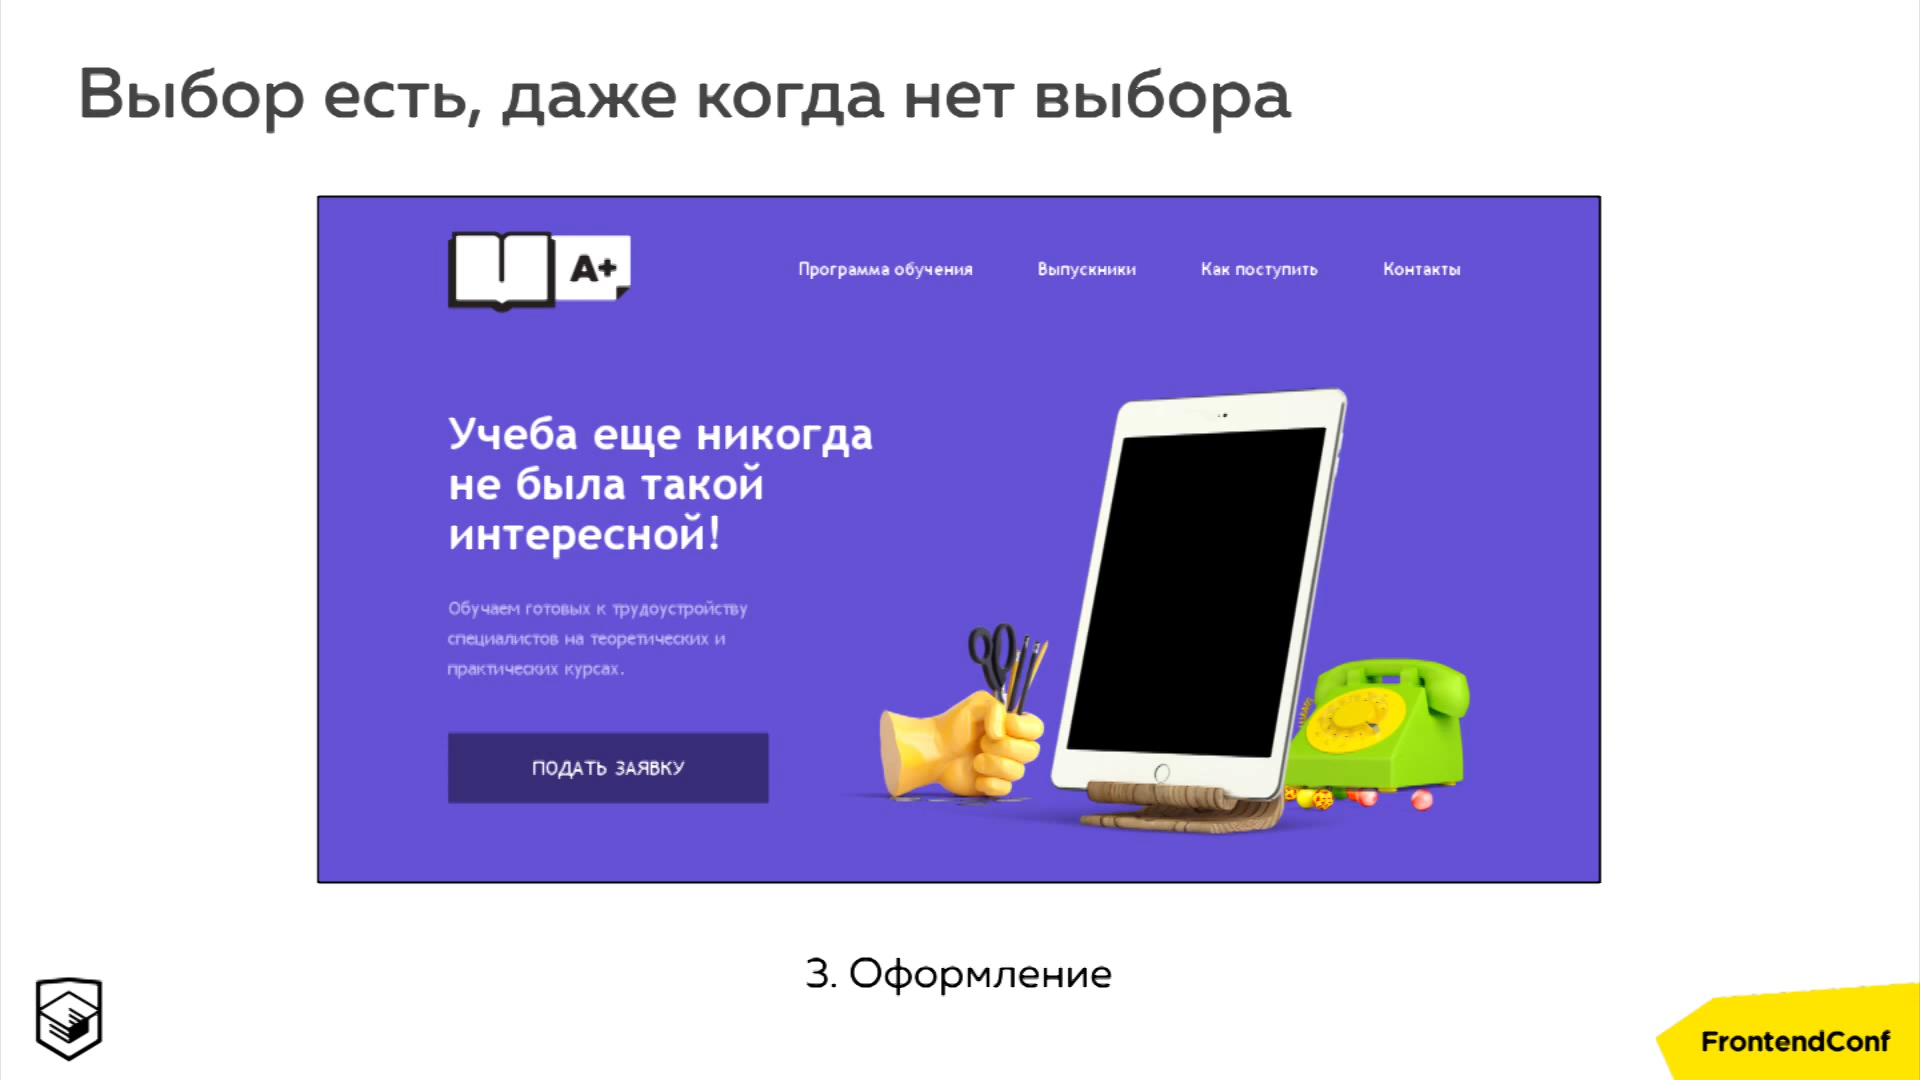 Выбор есть, даже когда нет выбора
A+
Программа обучения
Выпускники
Как поступить
Контакты
Учеба еще никогда
не была такой
интересной!
Обучаем готовых к трудоустройству
специалистов на теоретических и
практических курсах.
ПОДАТЬ ЗАЯВКУ
3. Оформление
FrontendConf